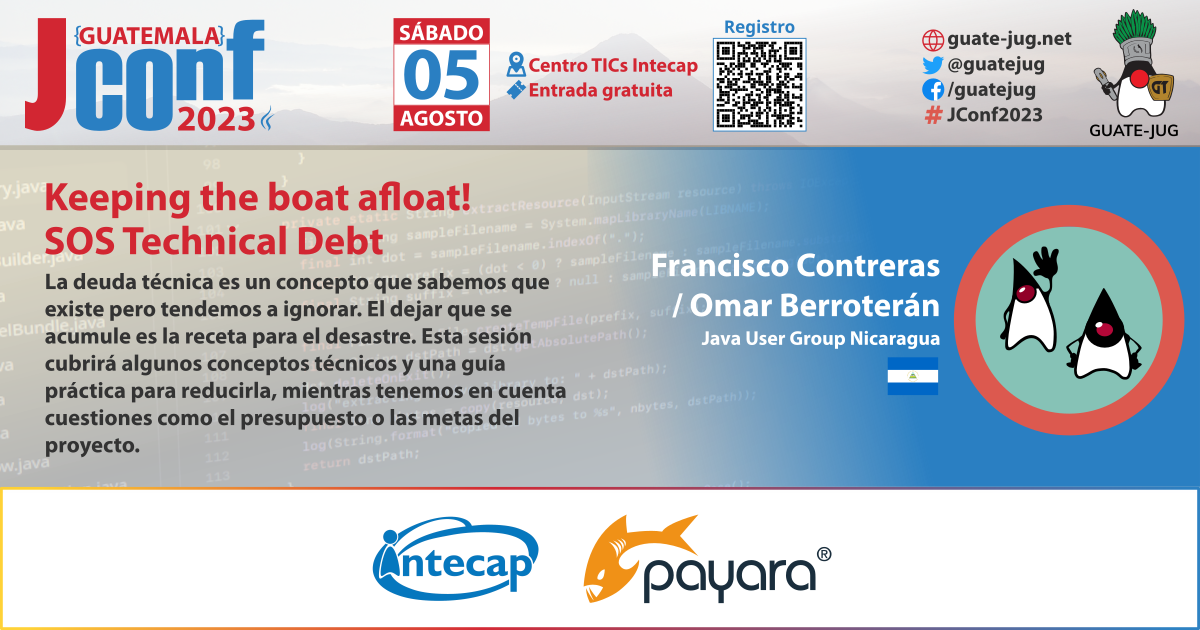 J{GUATEMALA}
conf
2023
SÁBADO
05
AGOSTO
Centro TICs Intecap
Entrada gratuita
Registro
guate-jug.net
@guatejug
/guatejug
# JConf2023
GT
GUATE-JUG
Keeping the boat afloat!
SOS Technical Debt
La deuda técnica es un concepto que sabemos que
existe pero tendemos a ignorar. El dejar que se
acumule es la receta para el desastre. Esta sesión
cubrirá algunos conceptos técnicos y una guía
práctica para reducirla, mientras tenemos en cuenta
cuestiones como el presupuesto o las metas del
proyecto.
Francisco Contreras
/ Omar Berroterán
Java User Group Nicaragua
intecap
payara®